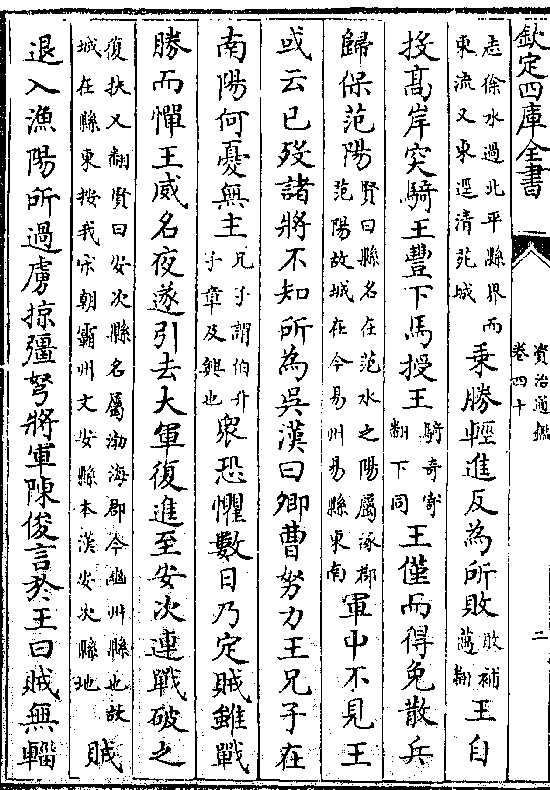 欽定四庫全書
資治通鑑
卷四十
二
志徐水過北平縣界而
東流又東逕清苑城
乘勝輕進反為所敗
敗補
邁翻
王自
投髙岸突騎王豐下馬授王
騎竒寄
翻下同
王僅而得免散兵
歸保范陽
賢曰縣名在范水之陽屬涿郡
范陽故城在今易州易縣東南
軍中不見王
或云已歿諸將不知所為吳漢曰卿曹努力王兄子在
南陽何憂無主
兄子謂伯升
子章及興也
衆恐懼數日乃定賊雖戰
勝而憚王威名夜遂引去大軍復進至安次連戰破之
復扶又翻賢曰安次縣名屬渤海郡今幽州縣也故
城在縣東按我宋朝霸州文安縣本漢安次縣地
賊
退入漁陽所過虜掠彊弩將軍陳俊言於王曰賊無輜